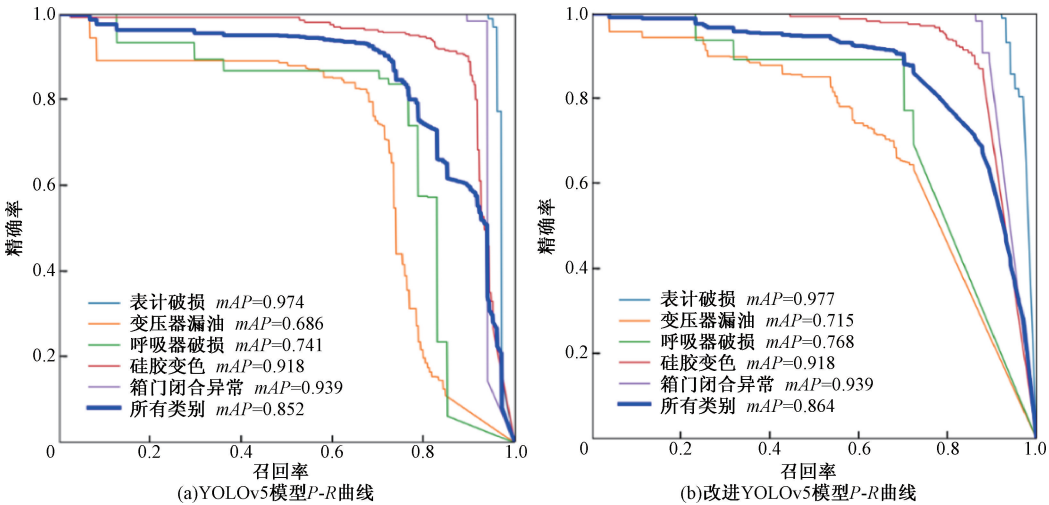 1.0
0.8
0.6
0.4
0.2
0
0.2
0.4
0.6
0.8
1.0
精确率
召回率
表计破损 mAP=0.974
变压器漏油 mAP=0.686
呼吸器破损 mAP=0.741
硅胶变色 mAP=0.918
箱门闭合异常 mAP=0.939
所有类别 mAP=0.852
(a)YOLOv5模型P-R曲线
1.0
0.8
0.6
0.4
0.2
0
0.2
0.4
0.6
0.8
1.0
精确率
召回率
表计破损 mAP=0.977
变压器漏油 mAP=0.715
呼吸器破损 mAP=0.768
硅胶变色 mAP=0.918
箱门闭合异常 mAP=0.939
所有类别 mAP=0.864
(b)改进YOLOv5模型P-R曲线